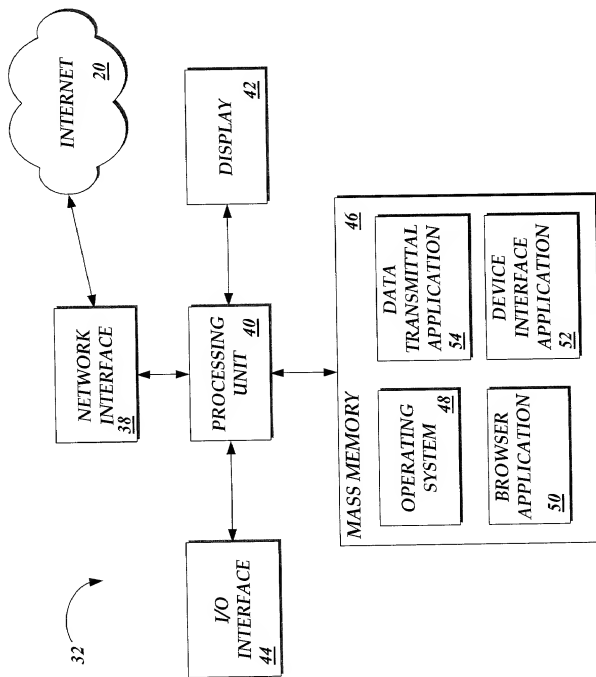 32
INTERNET
20
NETWORK
INTERFACE
38
DISPLAY
42
PROCESSING
UNIT
40
I/O
INTERFACE
44
MASS MEMORY
46
OPERATING
SYSTEM
48
DATA
TRANSMITTAL
APPLICATION
54
BROWSER
APPLICATION
50
DEVICE
INTERFACE
APPLICATION
52